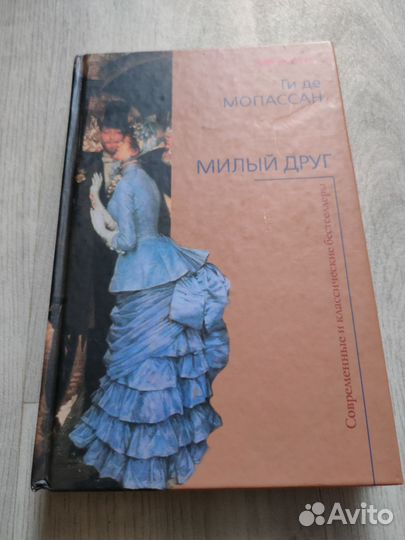 Ги де
МОПАССАН
МИЛЫЙ ДРУГ
Современные и классические бестселлеры
Avito